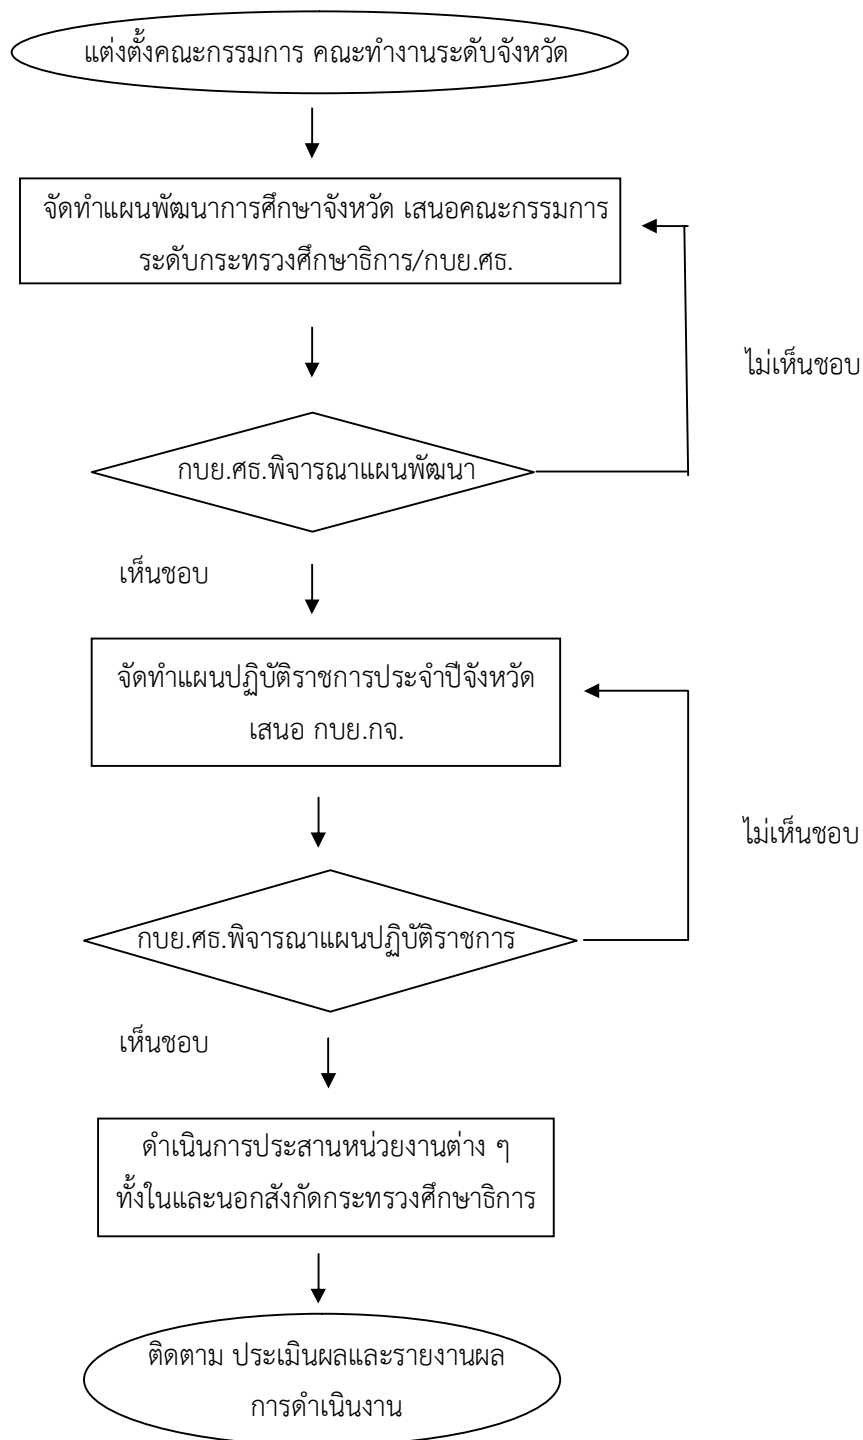 แต่งตั้งคณะกรรมการ คณะทำงานระดับจังหวัด
จัดทำแผนพัฒนาการศึกษาจังหวัด เสนอคณะกรรมการ
ระดับกระทรวงศึกษาธิการ/กบย.ศธ.
ไม่เห็นชอบ
กบย.ศธ.พิจารณาแผนพัฒนา
เห็นชอบ
จัดทำแผนปฏิบัติราชการประจำปีจังหวัด
เสนอ กบย.กจ.
ไม่เห็นชอบ
กบย.ศธ.พิจารณาแผนปฏิบัติราชการ
เห็นชอบ
ดำเนินการประสานหน่วยงานต่าง ๆ
ทั้งในและนอกสังกัดกระทรวงศึกษาธิการ
ติดตาม ประเมินผลและรายงานผล
การดำเนินงาน